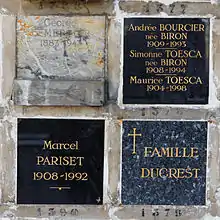 Andrée BOURCIER
née BIRON
1909-1993
Simonne TOESCA
née BIRON
1908-1994
Maurice TOESCA
1904-1998
Marcel
PARISET
1908-1992
FAMILLE
DUCREST